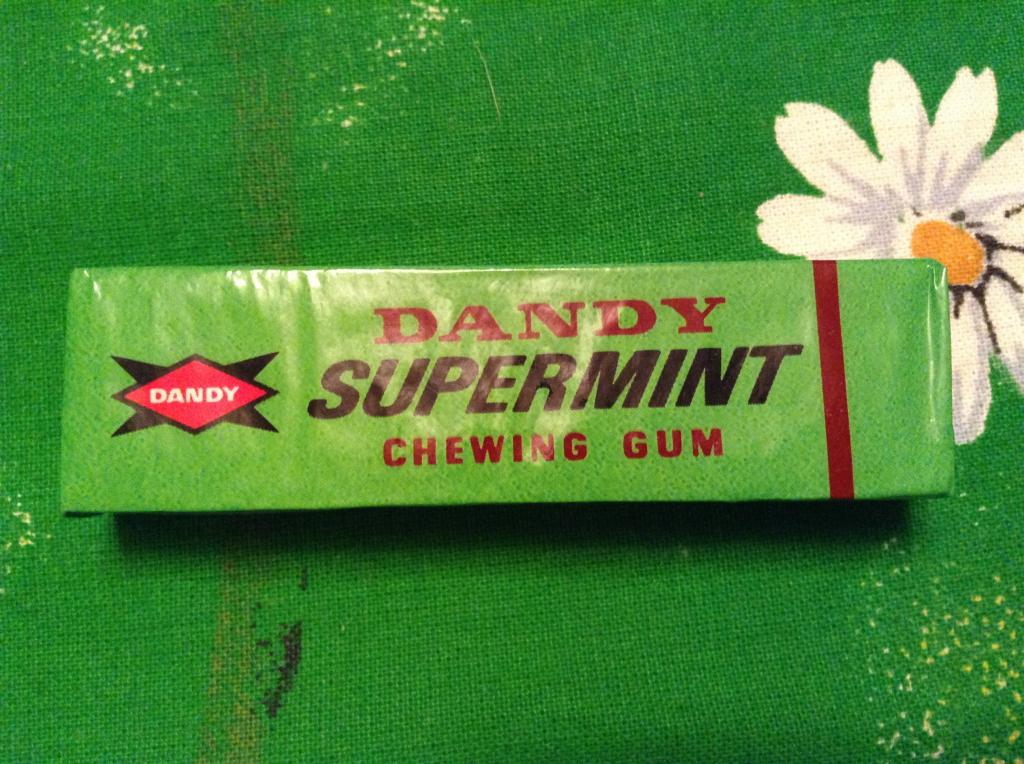 DANDY
DANDY
SUPERMINT
CHEWING GUM